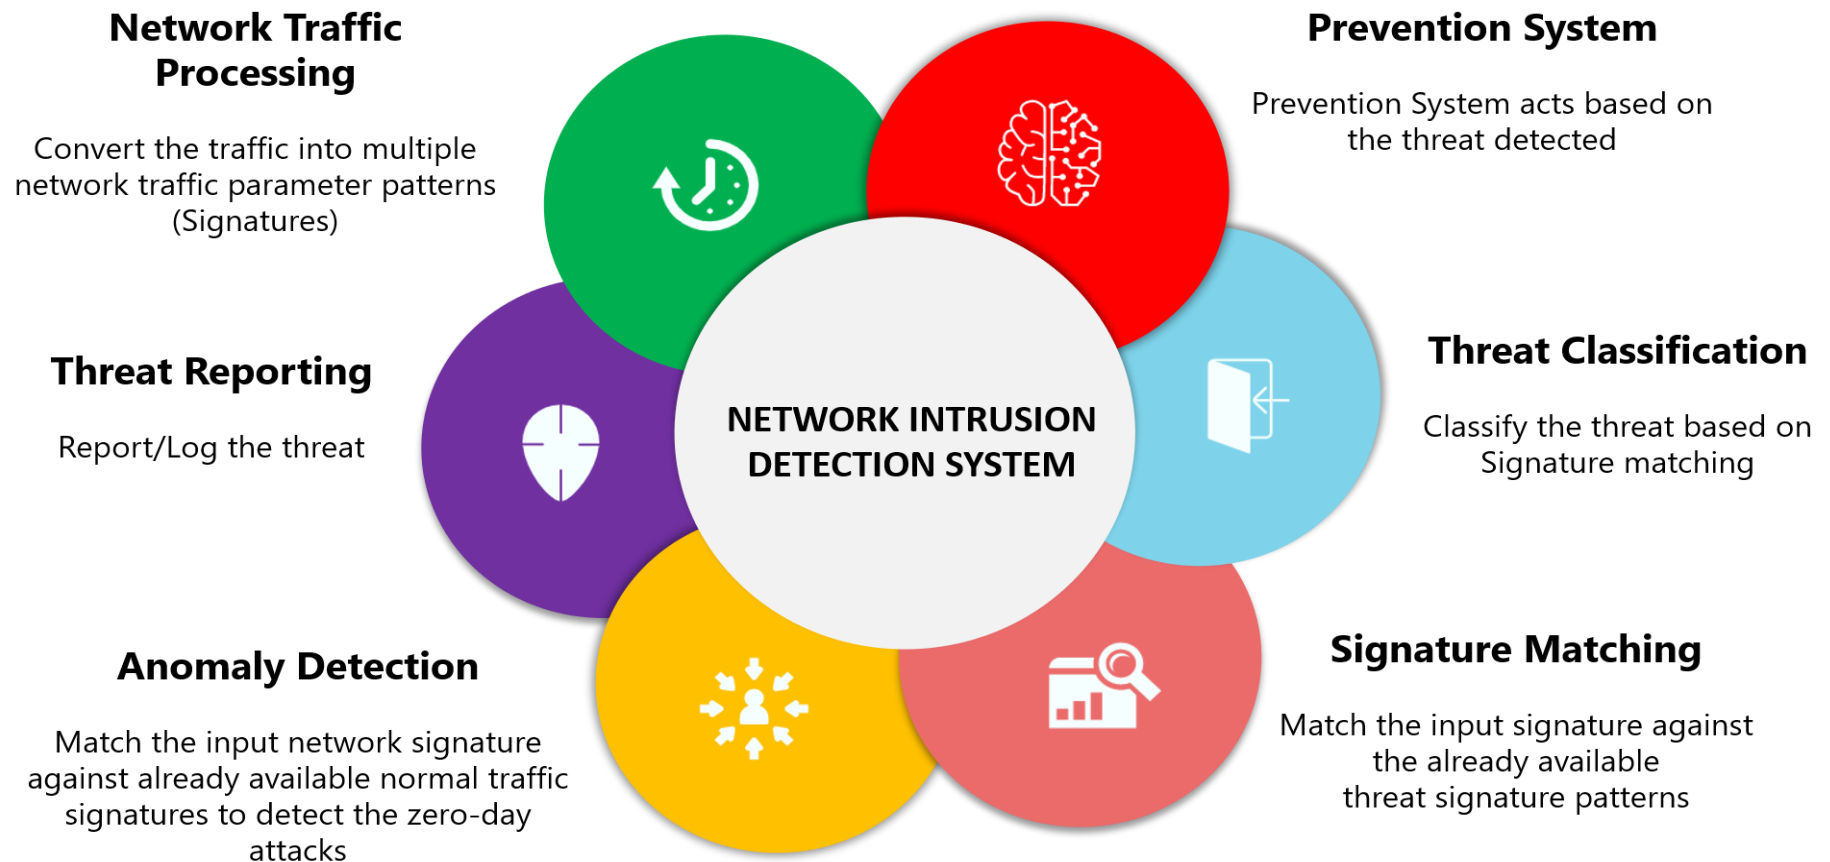 Network Traffic
Processing
Convert the traffic into multiple
network traffic parameter patterns
(Signatures)
Prevention System
Prevention System acts based on
the threat detected
Threat Reporting
Report/Log the threat
NETWORK INTRUSION
DETECTION SYSTEM
Threat Classification
Classify the threat based on
Signature matching
Anomaly Detection
Match the input network signature
against already available normal traffic
signatures to detect the zero-day
attacks
Signature Matching
Match the input signature against
the already available
threat signature patterns